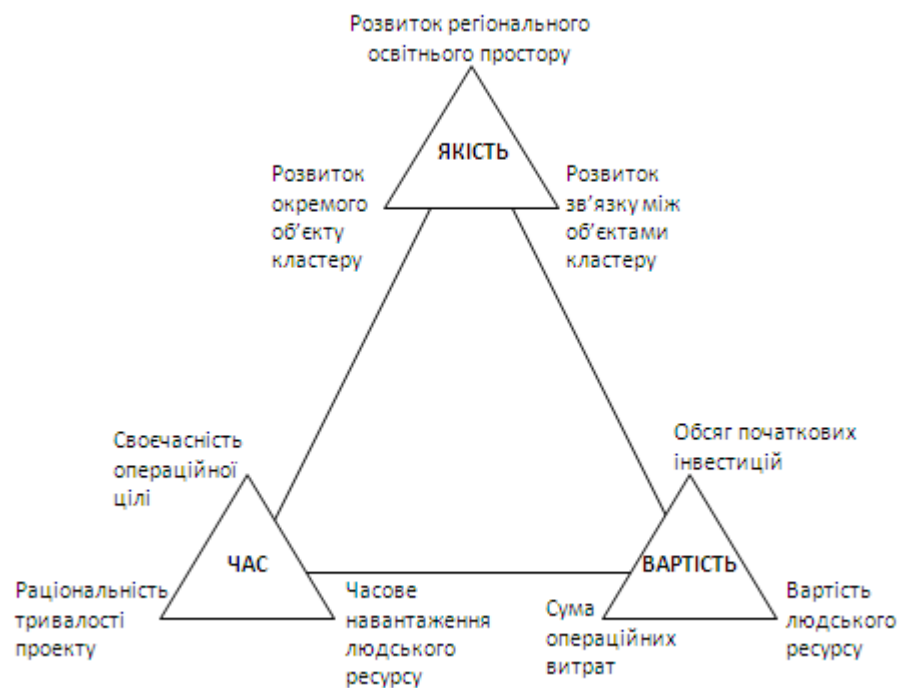 Розвиток регіонального
освітнього простору
ЯКІСТЬ
Розвиток
окремого
об’єкту
кластеру
Розвиток
зв’язку між
об’єктами
кластеру
Своєчасність
операційної
цілі
Обсяг початкових
інвестицій
ЧАС
ВАРТІСТЬ
Раціональність
тривалості
проекту
Часове
навантаження
людського
ресурсу
Сума
операційних
витрат
Вартість
людського
ресурсу